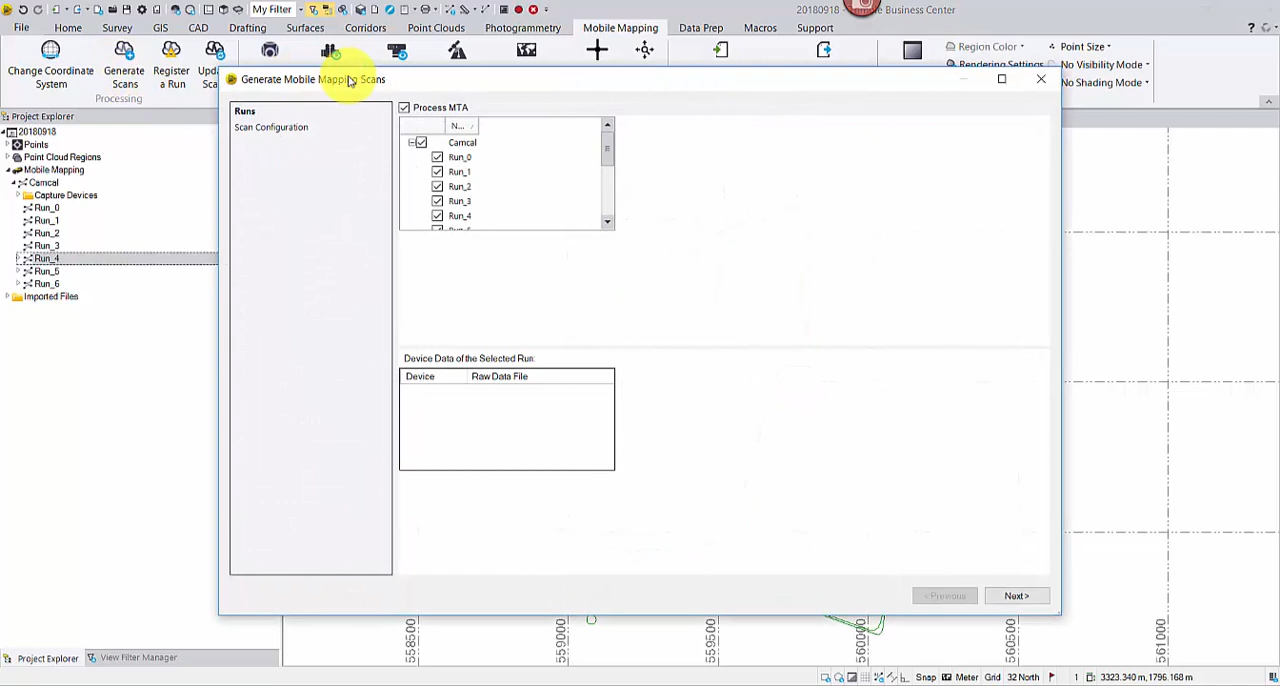 My Filter
20180918
Business Center
File Home Survey GIS CAD Drafting Surfaces Corridors Point Clouds Photogrammetry Mobile Mapping Data Prep Macros Support
Change Coordinate System
Generate Scans
Register a Run
Processing
Region Color
Rendering Settings
Point Size
No Visibility Mode
No Shading Mode
Project Explorer
20180918
Points
Point Cloud Regions
Mobile Mapping
Camcal
Capture Devices
Run_0
Run_1
Run_2
Run_3
Run_4
Run_5
Run_6
Imported Files
Generate Mobile Mapping Scans
Runs
Scan Configuration
Process MTA
N...
Camcal
Run_0
Run_1
Run_2
Run_3
Run_4
Device Data of the Selected Run:
Device Raw Data File
< Previous
Next>
558500
559000
559500
560000
560500
561000
Project Explorer
View Filter Manager
Snap Meter Grid 32 North 1 3323.340 m,1796.168 m